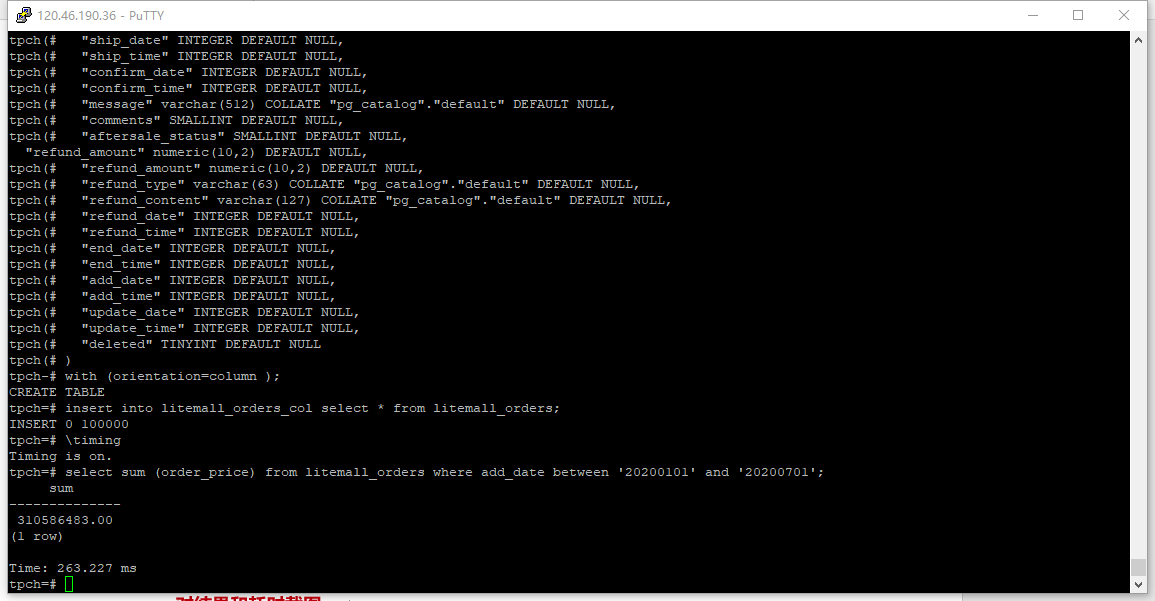 120.46.190.36 - PuTTY
tpch(#   "ship_date" INTEGER DEFAULT NULL,
tpch(#   "ship_time" INTEGER DEFAULT NULL,
tpch(#   "confirm_date" INTEGER DEFAULT NULL,
tpch(#   "confirm_time" INTEGER DEFAULT NULL,
tpch(#   "message" varchar(512) COLLATE "pg_catalog"."default" DEFAULT NULL,
tpch(#   "comments" SMALLINT DEFAULT NULL,
tpch(#   "aftersale_status" SMALLINT DEFAULT NULL,
  "refund_amount" numeric(10,2) DEFAULT NULL,
tpch(#   "refund_amount" numeric(10,2) DEFAULT NULL,
tpch(#   "refund_type" varchar(63) COLLATE "pg_catalog"."default" DEFAULT NULL,
tpch(#   "refund_content" varchar(127) COLLATE "pg_catalog"."default" DEFAULT NULL,
tpch(#   "refund_date" INTEGER DEFAULT NULL,
tpch(#   "refund_time" INTEGER DEFAULT NULL,
tpch(#   "end_date" INTEGER DEFAULT NULL,
tpch(#   "end_time" INTEGER DEFAULT NULL,
tpch(#   "add_date" INTEGER DEFAULT NULL,
tpch(#   "add_time" INTEGER DEFAULT NULL,
tpch(#   "update_date" INTEGER DEFAULT NULL,
tpch(#   "update_time" INTEGER DEFAULT NULL,
tpch(#   "deleted" TINYINT DEFAULT NULL
tpch(# )
tpch-# with (orientation=column );
CREATE TABLE
tpch=# insert into litemall_orders_col select * from litemall_orders;
INSERT 0 100000
tpch=# \timing
Timing is on.
tpch=# select sum (order_price) from litemall_orders where add_date between '20200101' and '20200701';
     sum
--------------
 310586483.00
(1 row)
Time: 263.227 ms
tpch=#
对结果和耗时截图